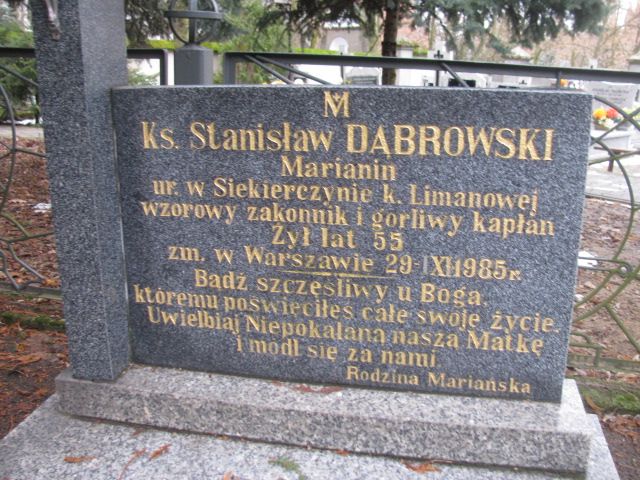 M
Ks. Stanisław DĄBROWSKI
Marianin
ur. w Siekierczynie k. Limanowej
wzorowy zakonnik i gorliwy kapłan
Żył lat 55
zm. w Warszawie 29 IX 1985 r.
Bądź szczęśliwy u Boga,
któremu poświęciłeś całe swoje życie.
Uwielbiaj Niepokalaną naszą Matkę
i módl się za nami
Rodzina Mariańska